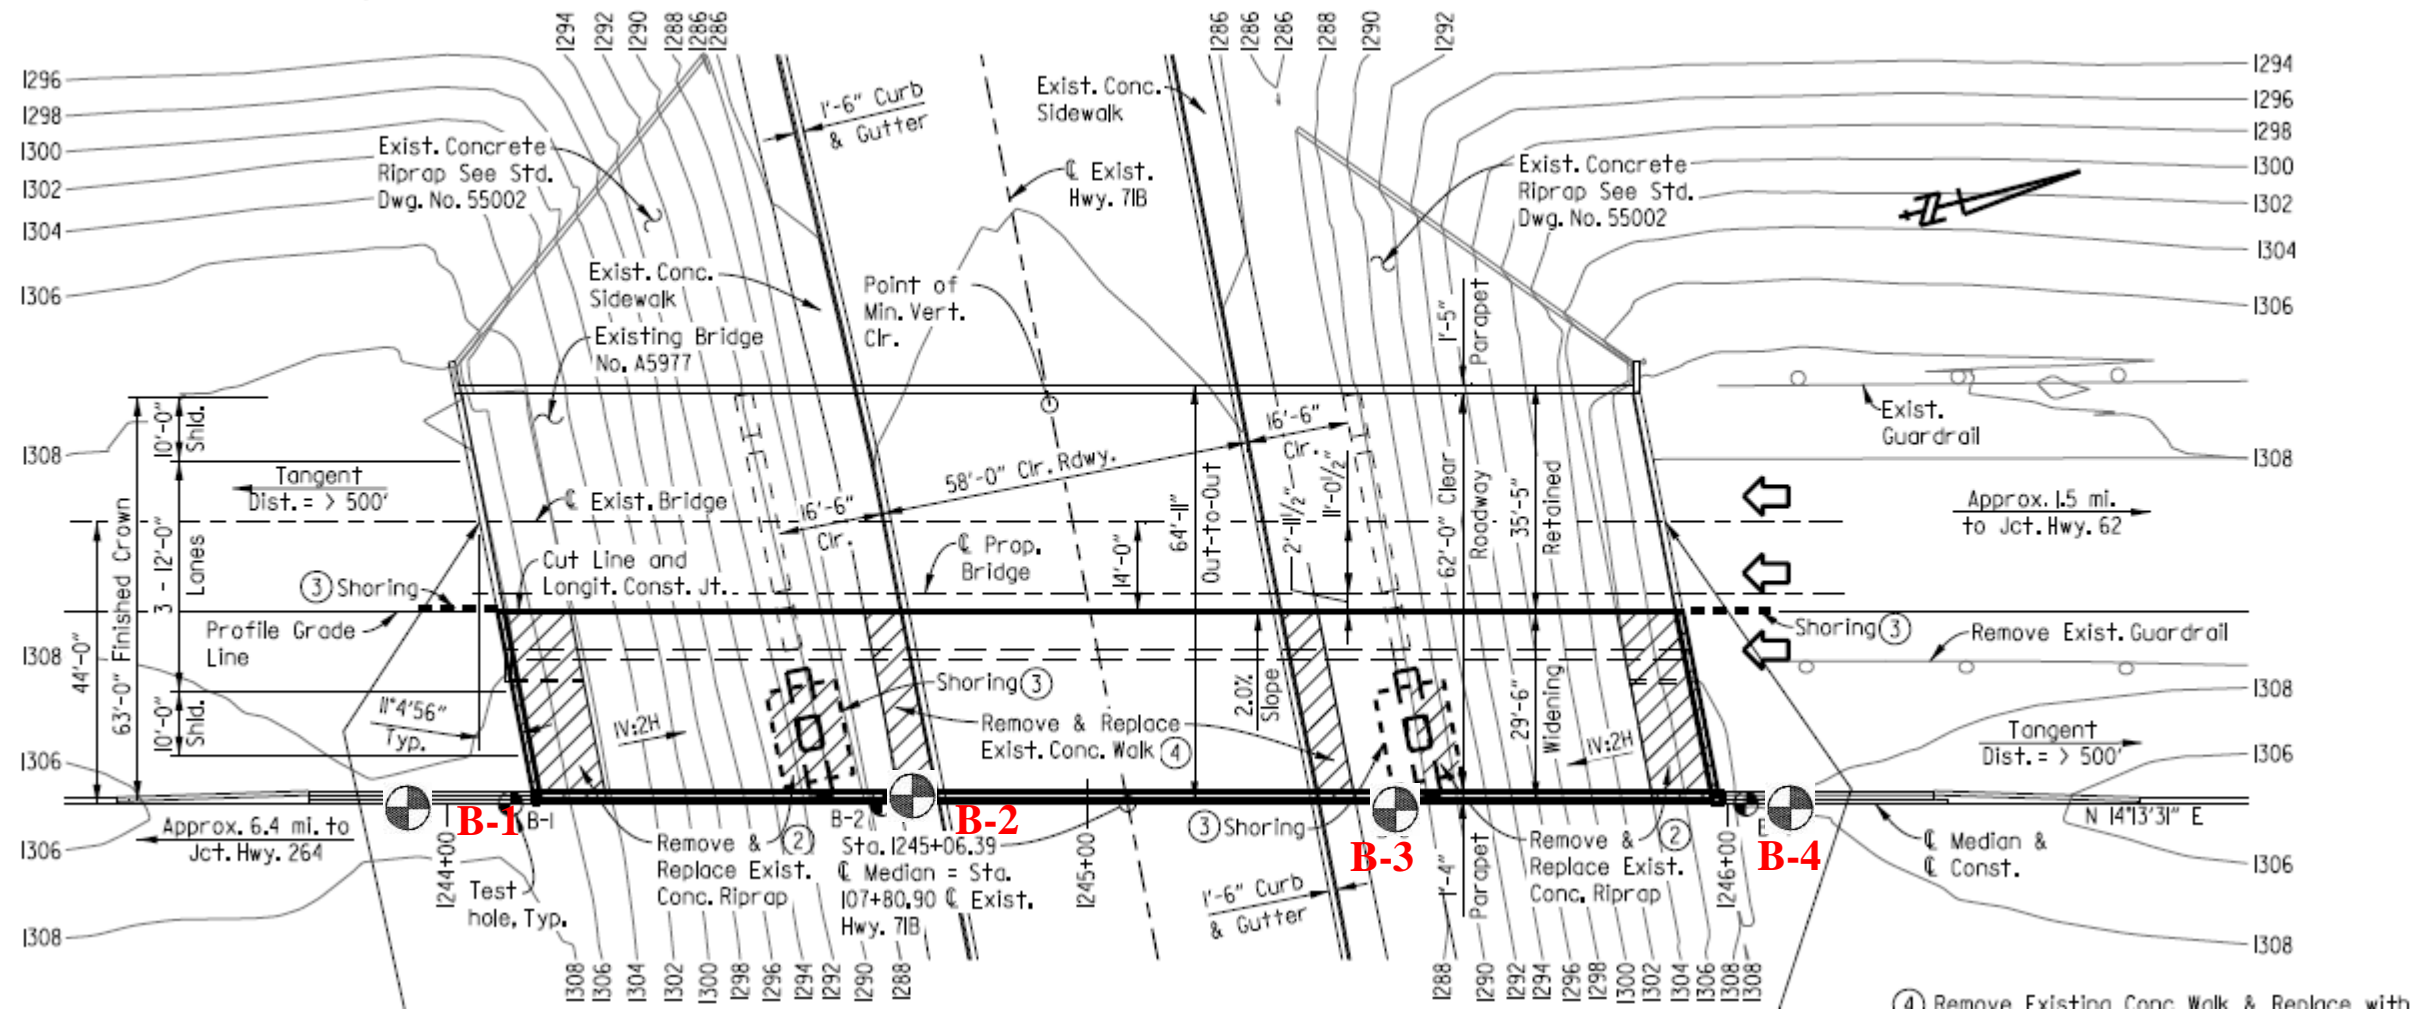 1294
1292
1290
1288
1286
1286
1286
1286
1286
1288
1290
1292
1296
1298
1300
1302
1304
1306
1308
1308
1306
1306
1308
1294
1296
1298
1300
1302
1304
1306
1308
1308
1306
1306
1308
1'-6" Curb
& Gutter
Exist. Conc.
Sidewalk
Exist. Concrete
Riprap See Std.
Dwg. No. 55002
℄ Exist.
Hwy. 71B
Exist. Concrete
Riprap See Std.
Dwg. No. 55002
Exist. Conc.
Sidewalk
Point of
Min. Vert.
Clr.
Existing Bridge
No. A5977
1'-5"
Parapet
Exist.
Guardrail
10'-0"
Shld.
Tangent
Dist. = > 500'
℄ Exist. Bridge
16'-6"
Clr.
58'-0" Clr. Rdwy.
16'-6"
Clr.
64'-11"
Out-to-Out
2'-11 1/2"
11'-0 1/2"
62'-0" Clear
Roadway
35'-5"
Retained
Approx. 1.5 mi.
to Jct. Hwy. 62
63'-0" Finished Crown
3 - 12'-0"
Lanes
44'-0"
③ Shoring
Cut Line and
Longit. Const. Jt.
℄ Prop.
Bridge
14'-0"
Profile Grade
Line
Shoring ③
Remove Exist. Guardrail
10'-0"
Shld.
11°4'56"
Typ.
1V:2H
Shoring ③
Remove & Replace
Exist. Conc. Walk ④
2.0%
Slope
29'-6"
Widening
1V:2H
Tangent
Dist. = > 500'
B-1
B-1
B-2
B-2
B-3
B-4
N 14°13'31" E
Approx. 6.4 mi. to
Jct. Hwy. 264
1244+00
Test
hole, Typ.
Remove & ②
Replace Exist.
Conc. Riprap
Sta. 1245+06.39
℄ Median = Sta.
107+80.90 ℄ Exist.
Hwy. 71B
1245+00
③ Shoring
1'-6" Curb
& Gutter
1'-4"
Parapet
Remove & ②
Replace Exist.
Conc. Riprap
1246+00
℄ Median &
℄ Const.
1308
1306
1304
1302
1300
1298
1296
1294
1292
1290
1288
1288
1290
1292
1294
1296
1298
1300
1302
1304
1306
1308
1308
④ Remove Existing Conc. Walk & Replace with